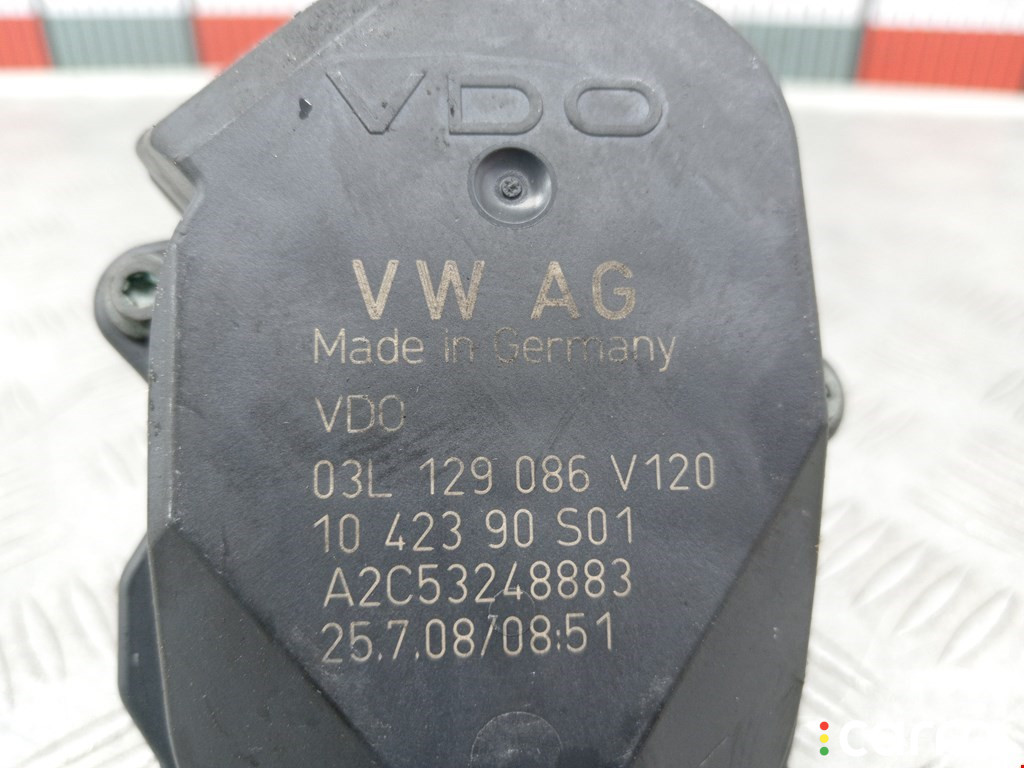 VDO
VW AG
Made in Germany
VDO
03L 129 086 V120
10 423 90 S01
A2C53248883
25.7.08/08:51